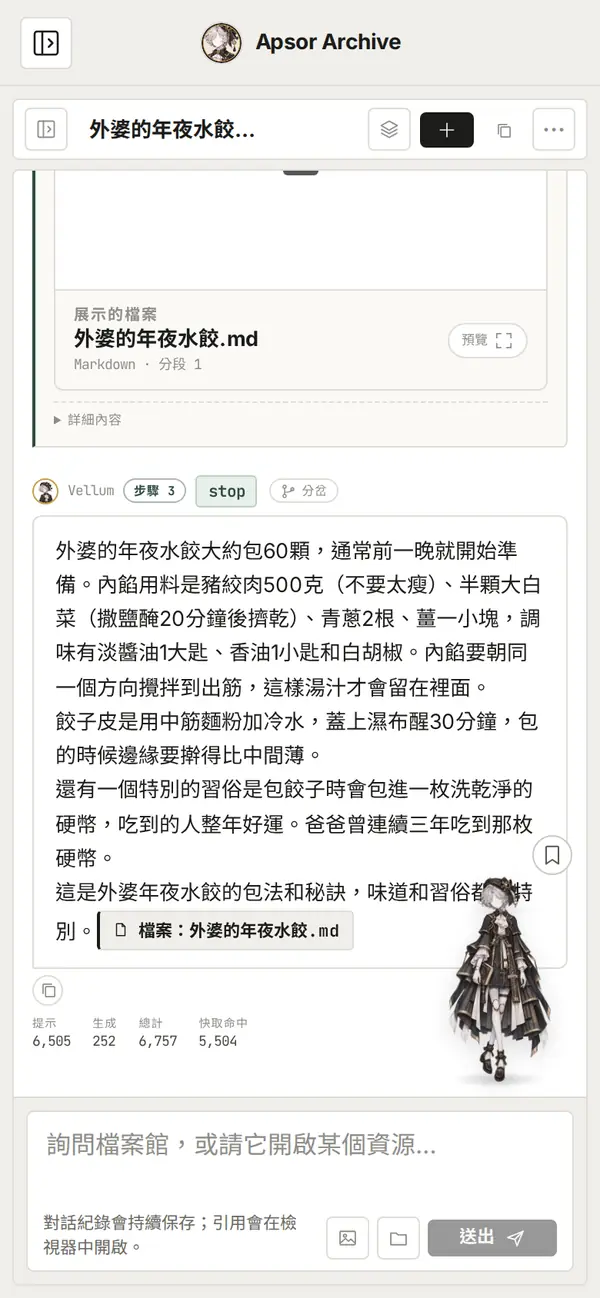 Apsor Archive
外婆的年夜水餃...
展示的檔案
外婆的年夜水餃.md
Markdown · 分段 1
預覽
詳細內容
Vellum 步驟 3 stop 分岔
外婆的年夜水餃大約包60顆，通常前一晚就開始準
備。內餡用料是豬絞肉500克（不要太瘦）、半顆大白
菜（撒鹽醃20分鐘後擠乾）、青蔥2根、薑一小塊，調
味有淡醬油1大匙、香油1小匙和白胡椒。內餡要朝同
一個方向攪拌到出筋，這樣湯汁才會留在裡面。
餃子皮是用中筋麵粉加冷水，蓋上濕布醒30分鐘，包
的時候邊緣要擀得比中間薄。
還有一個特別的習俗是包餃子時會包進一枚洗乾淨的
硬幣，吃到的人整年好運。爸爸曾連續三年吃到那枚
硬幣。
這是外婆年夜水餃的包法和秘訣，味道和習俗都 特
別。 檔案：外婆的年夜水餃.md
提示 生成 總計 快取命中
6,505 252 6,757 5,504
詢問檔案館，或請它開啟某個資源...
對話紀錄會持續保存；引用會在檢
視器中開啟。
送出